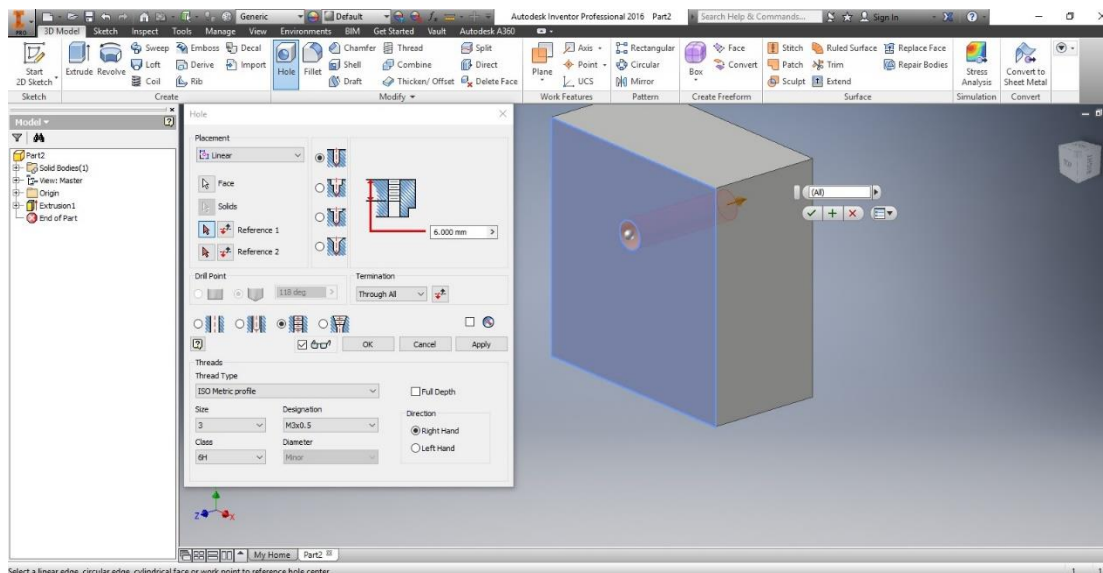 Generic
Default
Autodesk Inventor Professional 2016 Part2
Search Help & Commands...
Sign In
PRO
3D Model Sketch Inspect Tools Manage View Environments BIM Get Started Vault Autodesk A360
Start
2D Sketch
Extrude Revolve
Sweep Emboss Decal
Loft Derive Import
Coil Rib
Hole Fillet
Chamfer Thread Split
Shell Combine Direct
Draft Thicken/ Offset Delete Face
Plane
Axis
Point
UCS
Rectangular
Circular
Mirror
Box
Face
Convert
Stitch Ruled Surface Replace Face
Patch Trim Repair Bodies
Sculpt Extend
Stress
Analysis
Convert to
Sheet Metal
Sketch Create Modify Work Features Pattern Create Freeform Surface Simulation Convert
Model
Part2
Solid Bodies(1)
View: Master
Origin
Extrusion1
End of Part
Hole
Placement
Linear
Face
Solids
Reference 1
Reference 2
6.000 mm
Drill Point
118 deg
Termination
Through All
OK Cancel Apply
Threads
Thread Type
ISO Metric profile
Full Depth
Size Designation
3 M3x0.5
Direction
Right Hand
Left Hand
Class Diameter
6H Minor
(All)
Z X
My Home Part2
Select a linear edge, circular edge, cylindrical face or work point to reference hole center
1 1